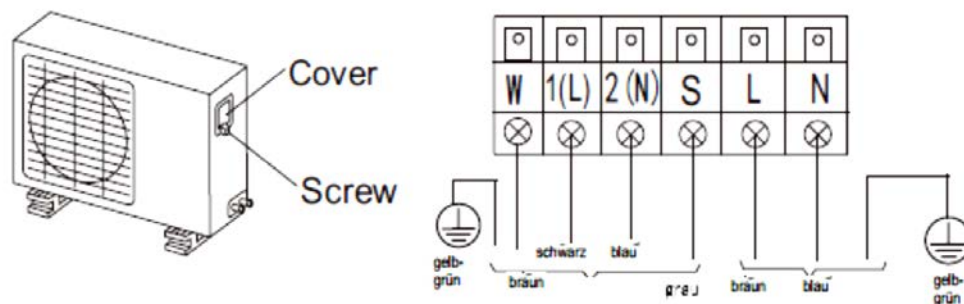 Cover
Screw
W 1(L) 2(N) S L N
schwarz blau
gelb-
grün
bräun
grau
bräun blau
gelb-
grün